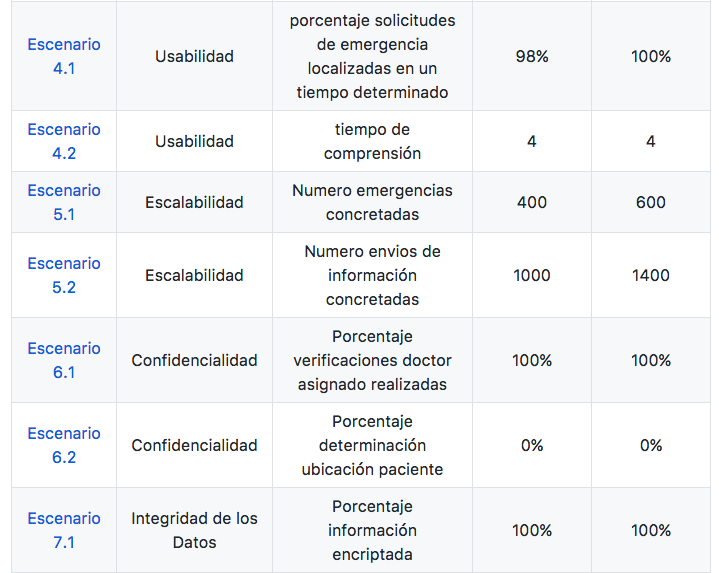 Escenario 4.1 Usabilidad porcentaje solicitudes de emergencia localizadas en un tiempo determinado 98% 100%
Escenario 4.2 Usabilidad tiempo de comprensión 4 4
Escenario 5.1 Escalabilidad Numero emergencias concretadas 400 600
Escenario 5.2 Escalabilidad Numero envios de información concretadas 1000 1400
Escenario 6.1 Confidencialidad Porcentaje verificaciones doctor asignado realizadas 100% 100%
Escenario 6.2 Confidencialidad Porcentaje determinación ubicación paciente 0% 0%
Escenario 7.1 Integridad de los Datos Porcentaje información encriptada 100% 100%